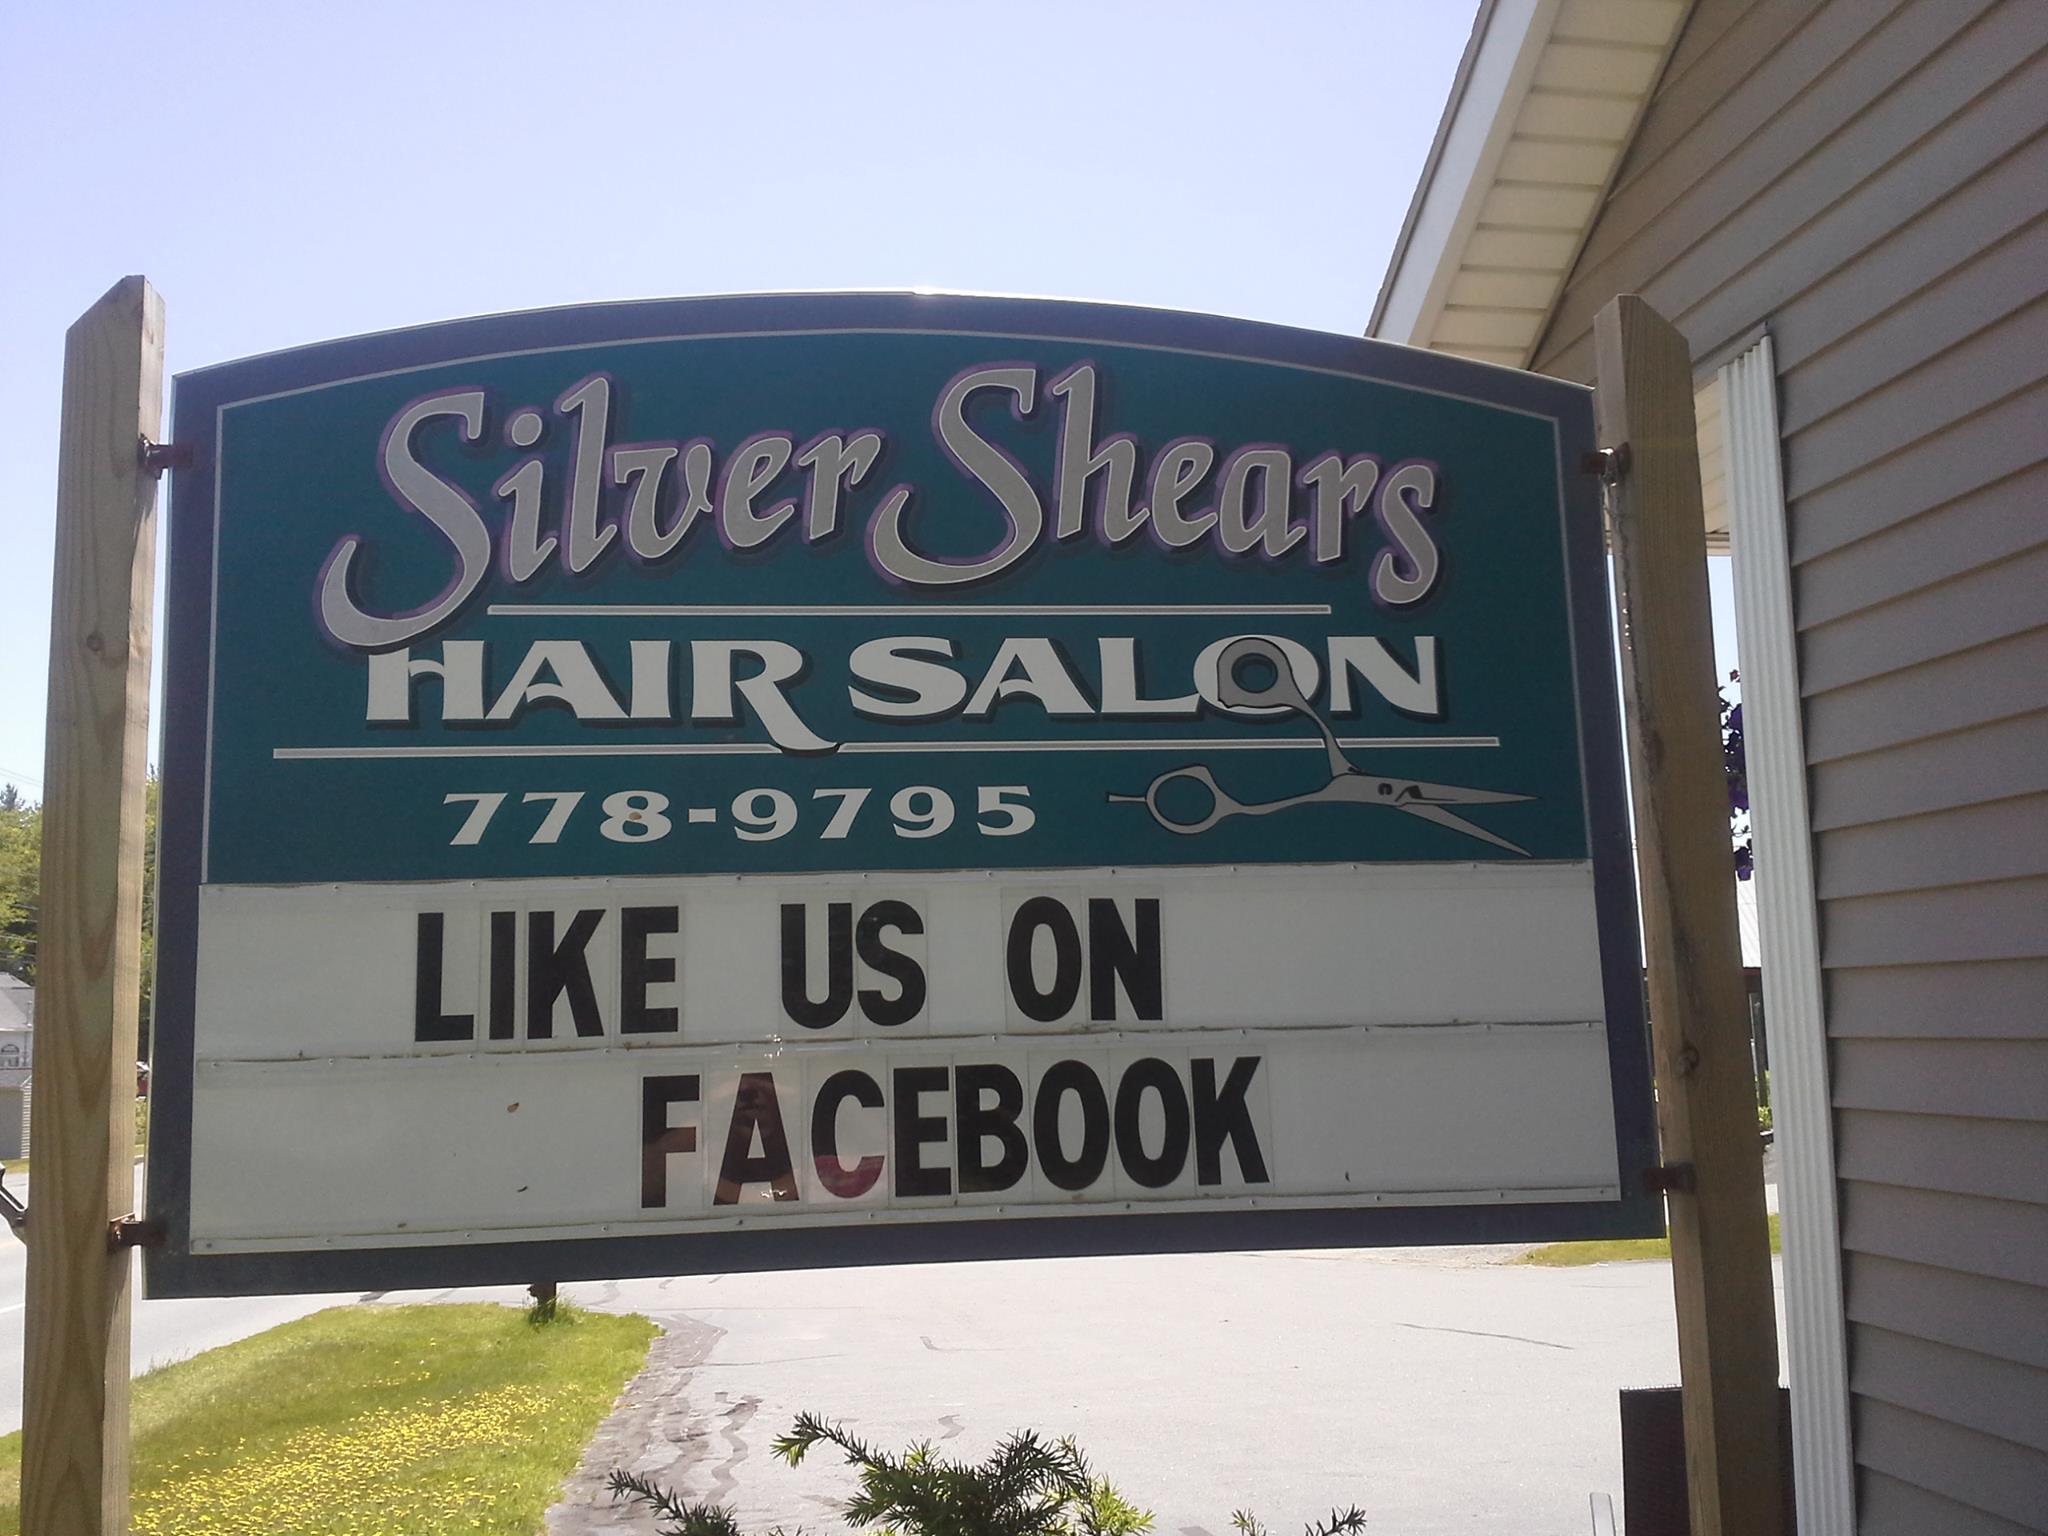 Silver Shears
HAIR SALON
778-9795
LIKE US ON
FACEBOOK